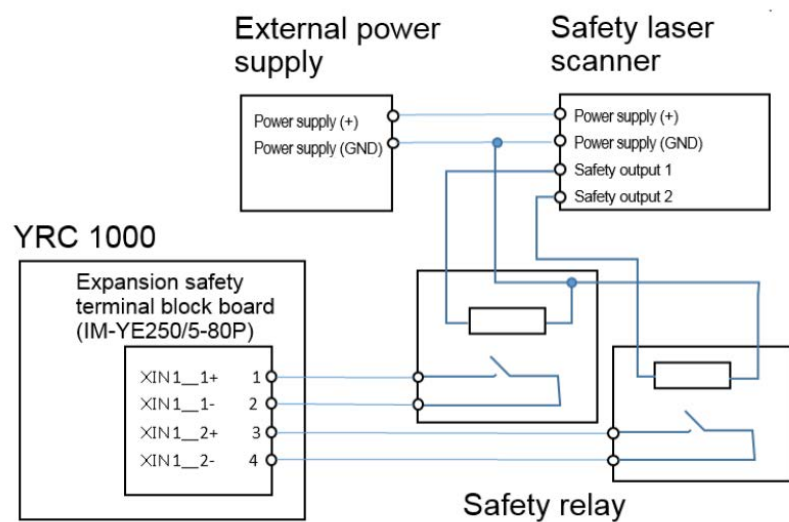 External power
supply
Safety laser
scanner
Power supply (+)
Power supply (GND)
Power supply (+)
Power supply (GND)
Safety output 1
Safety output 2
YRC 1000
Expansion safety
terminal block board
(IM-YE250/5-80P)
XIN1__1+ 1
XIN1__1- 2
XIN1__2+ 3
XIN1__2- 4
Safety relay